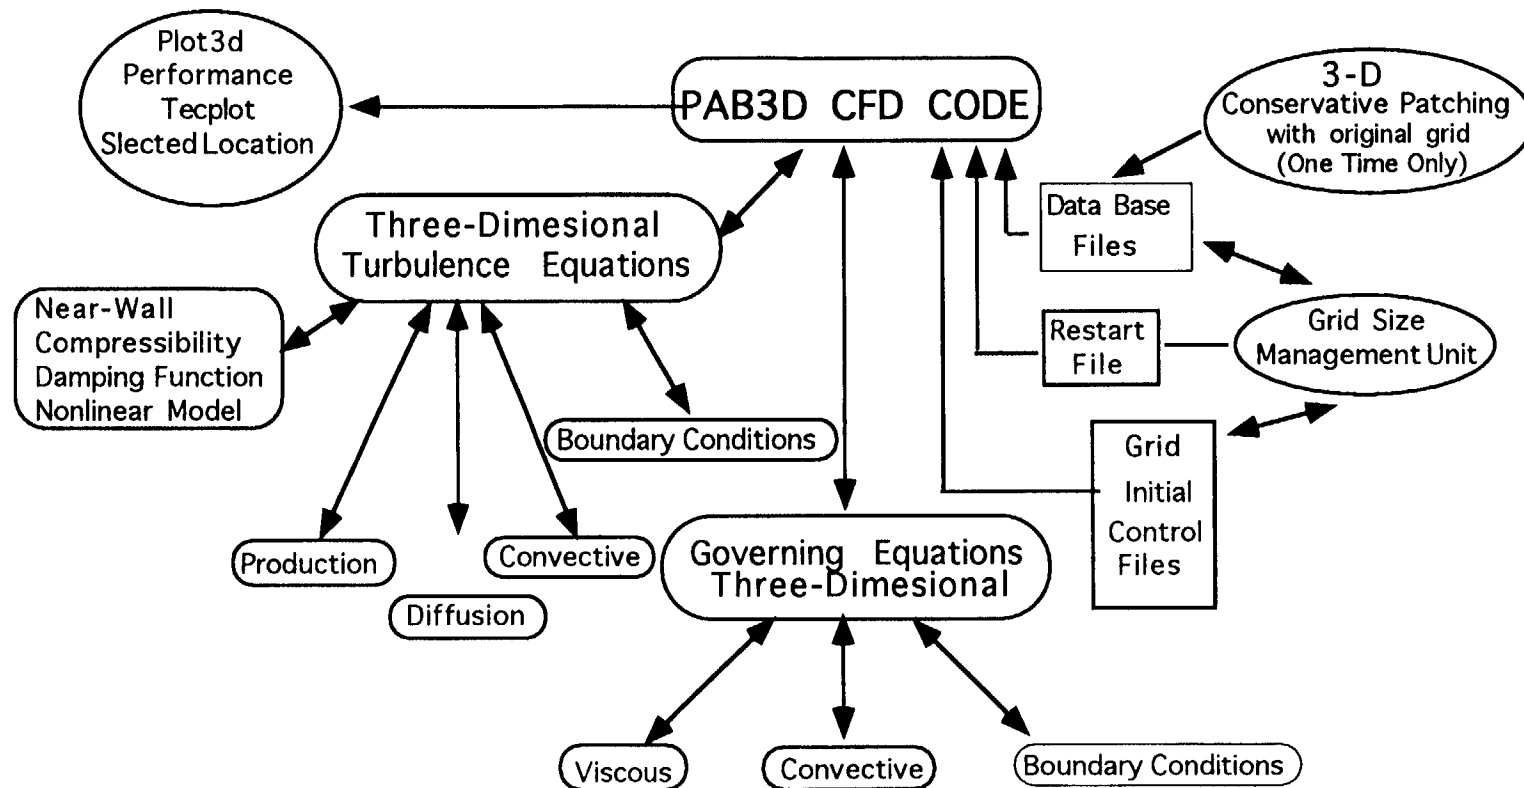 Plot3d
Performance
Tecplot
Slected Location
PAB3D CFD CODE
3-D
Conservative Patching
with original grid
(One Time Only)
Three-Dimesional
Turbulence Equations
Data Base
Files
Near-Wall
Compressibility
Damping Function
Nonlinear Model
Restart
File
Grid Size
Management Unit
Boundary Conditions
Grid
Initial
Control
Files
Production
Convective
Diffusion
Governing Equations
Three-Dimesional
Viscous
Convective
Boundary Conditions